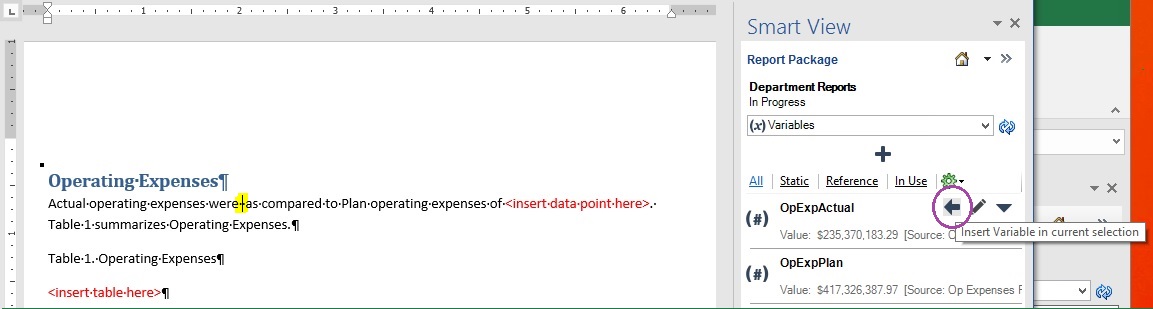 1 2 3 4 5 6
Smart View
Report Package
Department Reports
In Progress
(x) Variables
All Static Reference In Use
(#) OpExpActual
Value: $235,370,183.29 [Source: O
Insert Variable in current selection
(#) OpExpPlan
Value: $417,326,387.97 [Source: Op Expenses F
1
Operating·Expenses¶
Actual·operating·expenses·were··as·compared·to·Plan·operating·expenses·of·<insert·data·point·here>.·
Table·1·summarizes·Operating·Expenses.¶
Table·1.·Operating·Expenses¶
<insert·table·here>¶